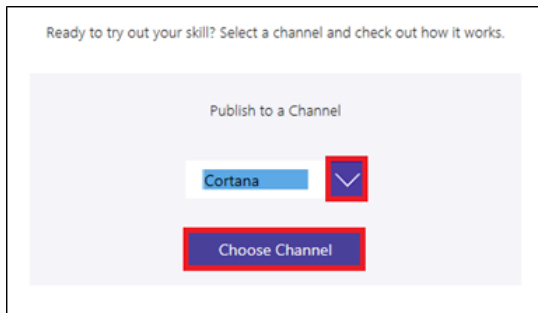 Ready to try out your skill? Select a channel and check out how it works.
Publish to a Channel
Cortana
Choose Channel